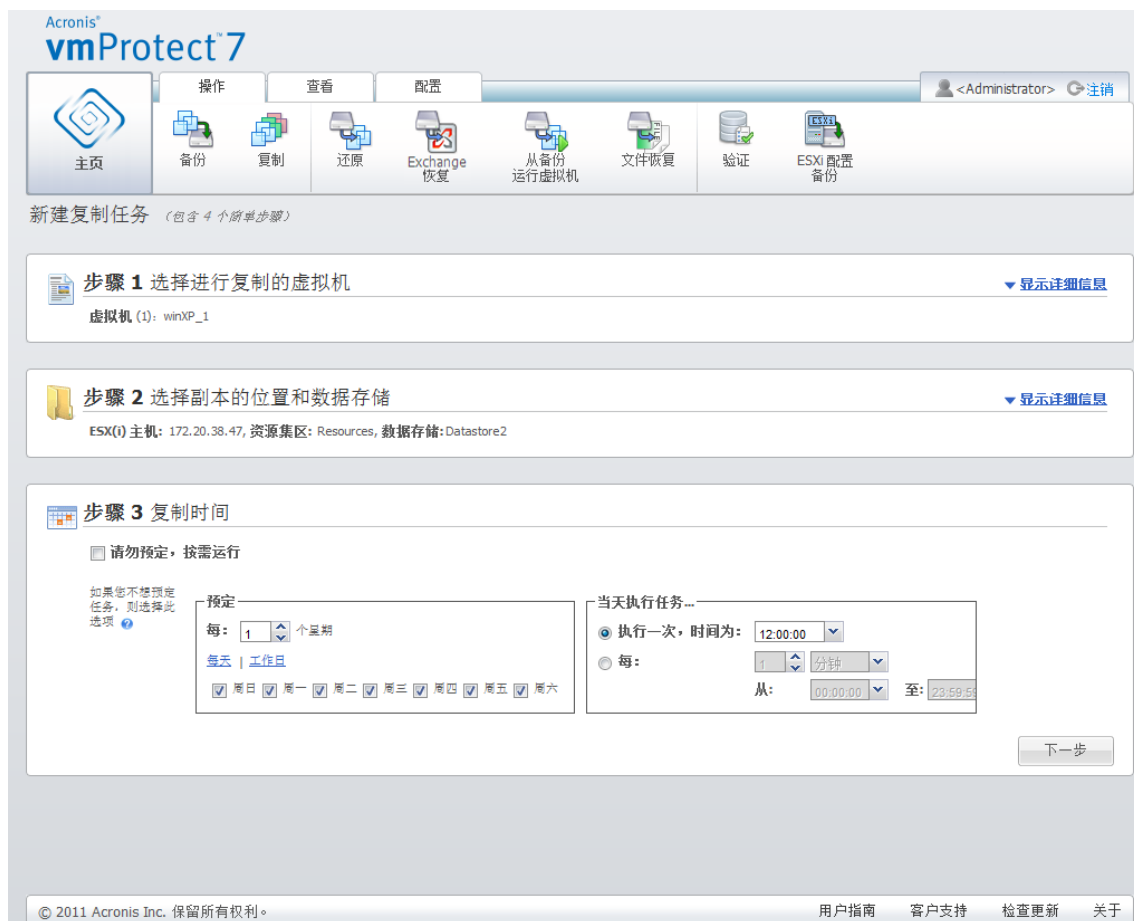 Acronis®
vmProtect™ 7
操作
查看
配置
<Administrator> 注销
主页
备份
复制
还原
Exchange
恢复
从备份
运行虚拟机
文件恢复
验证
ESXi
ESXi 配置
备份
新建复制任务 (包含 4 个简单步骤)
步骤 1 选择进行复制的虚拟机
显示详细信息
虚拟机 (1): winXP_1
步骤 2 选择副本的位置和数据存储
显示详细信息
ESX(i) 主机: 172.20.38.47, 资源集区: Resources, 数据存储:Datastore2
步骤 3 复制时间
请勿预定，按需运行
如果您不想预定
任务，则选择此
选项 ?
预定
每: 1 个星期
每天 | 工作日
周日 周一 周二 周三 周四 周五 周六
当天执行任务...
执行一次，时间为: 12:00:00
每: 1 分钟
从: 00:00:00 至: 23:59:59
下一步
© 2011 Acronis Inc. 保留所有权利。
用户指南 客户支持 检查更新 关于